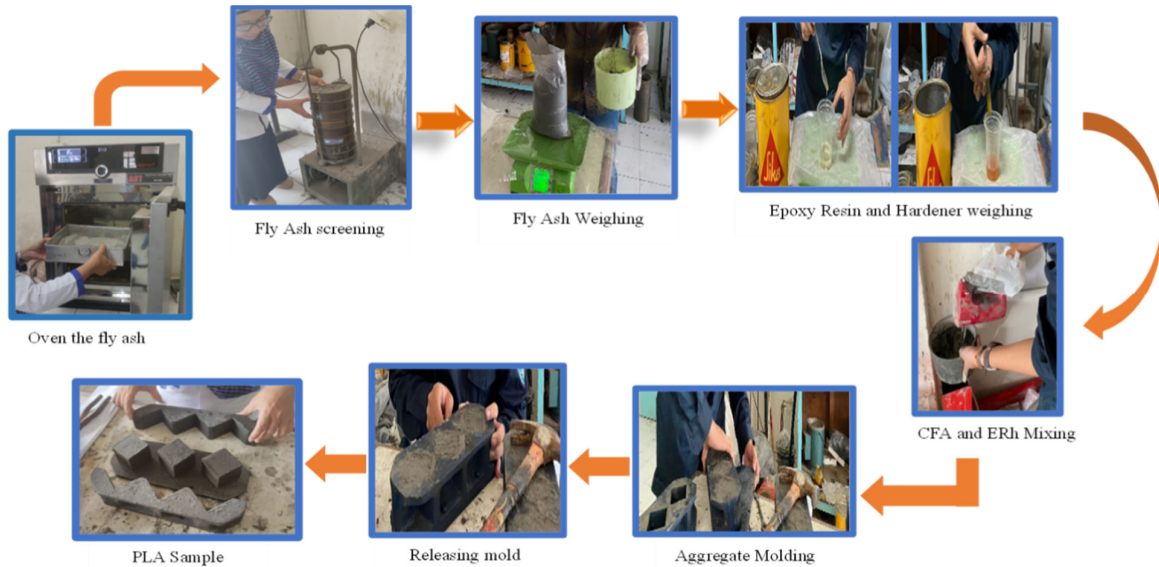 Fly Ash screening
Fly Ash Weighing
Sika
Epoxy Resin and Hardener weighing
Oven the fly ash
CFA and ERh Mixing
PLA Sample
Releasing mold
Aggregate Molding